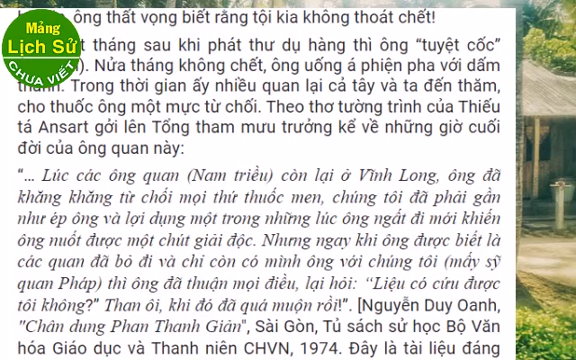 Mảng
Lịch Sử
CHƯA VIẾT
ông thất vọng biết rằng tội kia không thoát chết!
tháng sau khi phát thư dụ hàng thì ông “tuyệt cốc”
Nửa tháng không chết, ông uống á phiện pha với dấm
thanh. Trong thời gian ấy nhiều quan lại cả tây và ta đến thăm,
cho thuốc ông một mực từ chối. Theo thơ tường trình của Thiếu
tá Ansart gởi lên Tổng tham mưu trưởng kể về những giờ cuối
đời của ông quan này:
“... Lúc các ông quan (Nam triều) còn lại ở Vĩnh Long, ông đã
khăng khăng từ chối mọi thứ thuốc men, chúng tôi đã phải gần
như ép ông và lợi dụng một trong những lúc ông ngất đi mới khiến
ông nuốt được một chút giải độc. Nhưng ngay khi ông được biết là
các quan đã bỏ đi và chỉ còn có mình ông với chúng tôi (mấy sỹ
quan Pháp) thì ông đã thuận mọi điều, lại hỏi: “Liệu có cứu được
tôi không?” Than ôi, khi đó đã quá muộn rồi!”. [Nguyễn Duy Oanh,
"Chân dung Phan Thanh Giản", Sài Gòn, Tủ sách sử học Bộ Văn
hóa Giáo dục và Thanh niên CHVN, 1974. Đây là tài liệu đáng